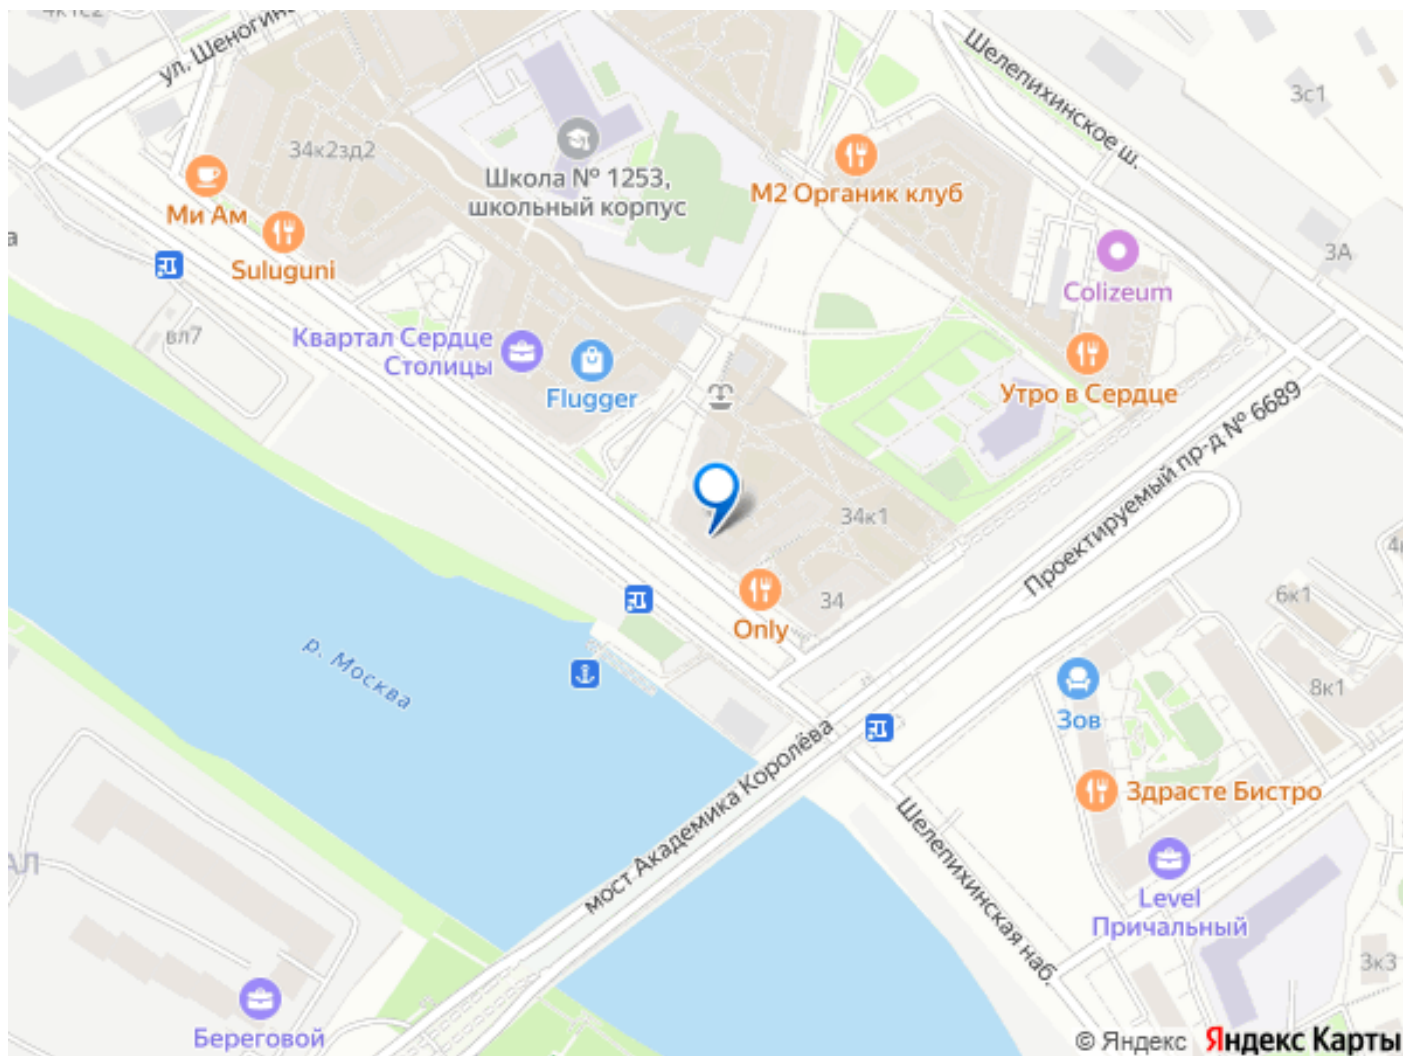 4к1с2
ул. Шеногина
Шелепихинское ш.
3с1
34к2зд2
Школа № 1253,
школьный корпус
М2 Органик клуб
Ми Ам
Suluguni
а
3А
Colizeum
вл7
Квартал Сердце
Столицы
Flugger
Утро в Сердце
Проектируемый пр-д № 6689
34к1
34
Only
6к1
8к1
р. Москва
Зов
мост Академика Королёва
Здрасте Бистро
Шелепихинская наб.
Level
Причальный
АЛ
3к3
Береговой
© Яндекс Яндекс Карты